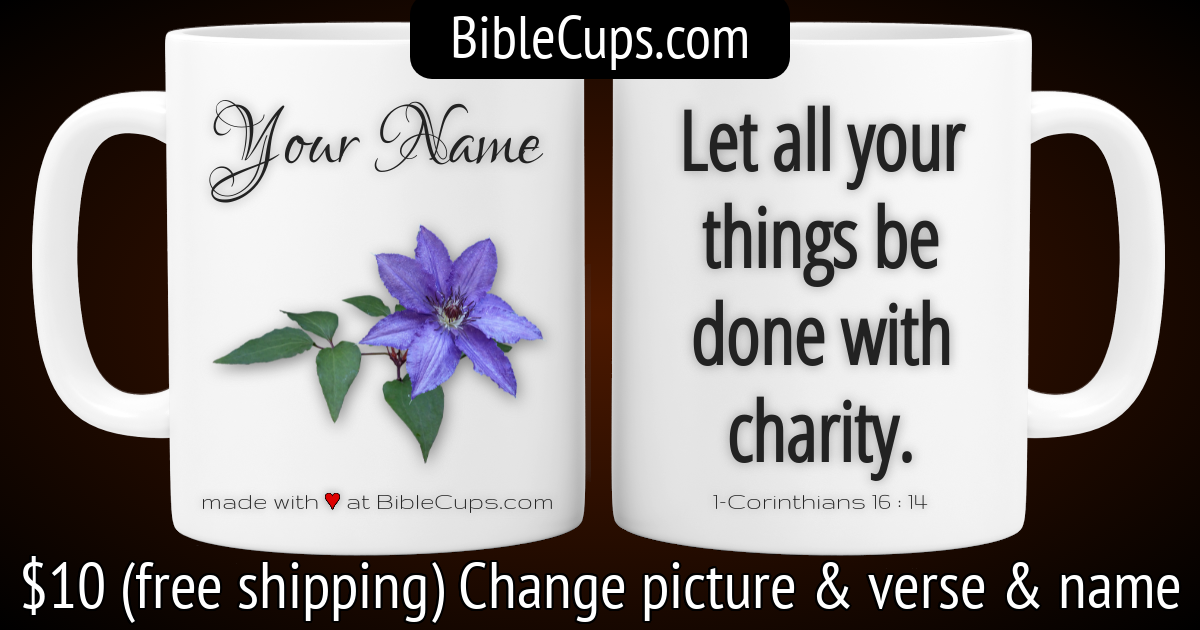 BibleCups.com
Your Name
made with ♥ at BibleCups.com
Let all your
things be
done with
charity.
1-Corinthians 16 : 14
$10 (free shipping) Change picture & verse & name